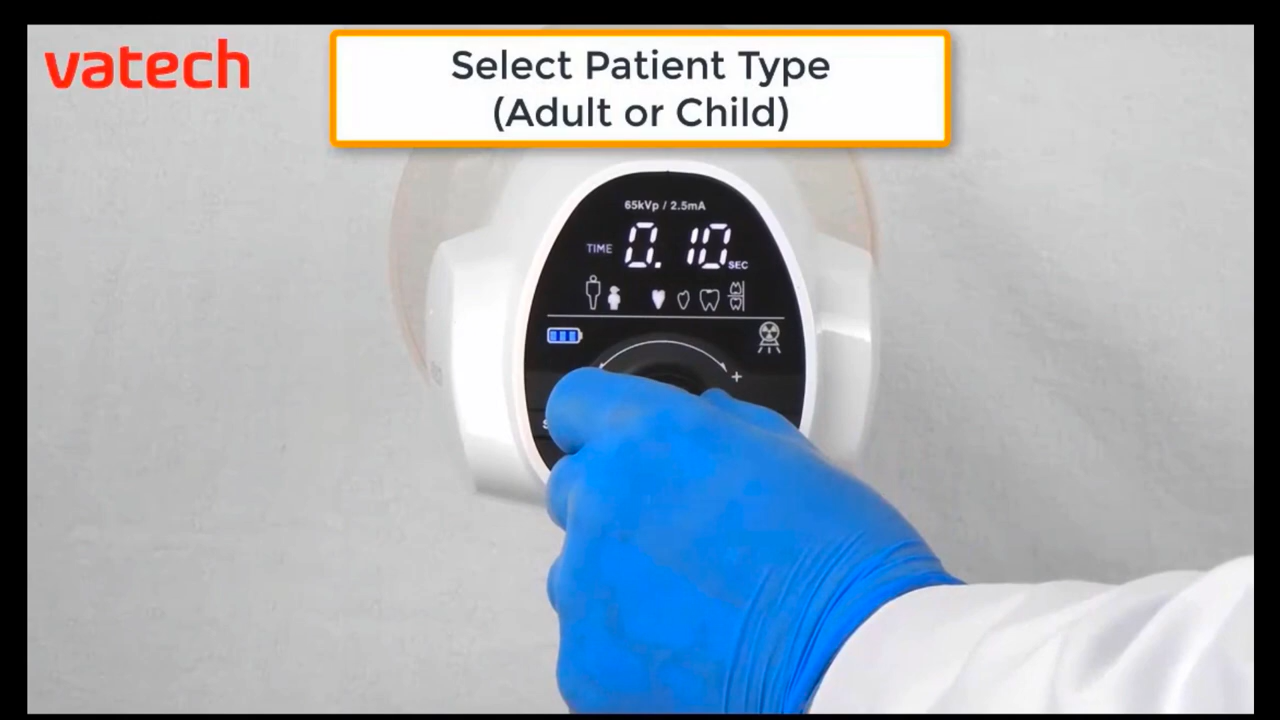 vatech
Select Patient Type
(Adult or Child)
65kVp / 2.5mA
TIME 0.10 SEC
+